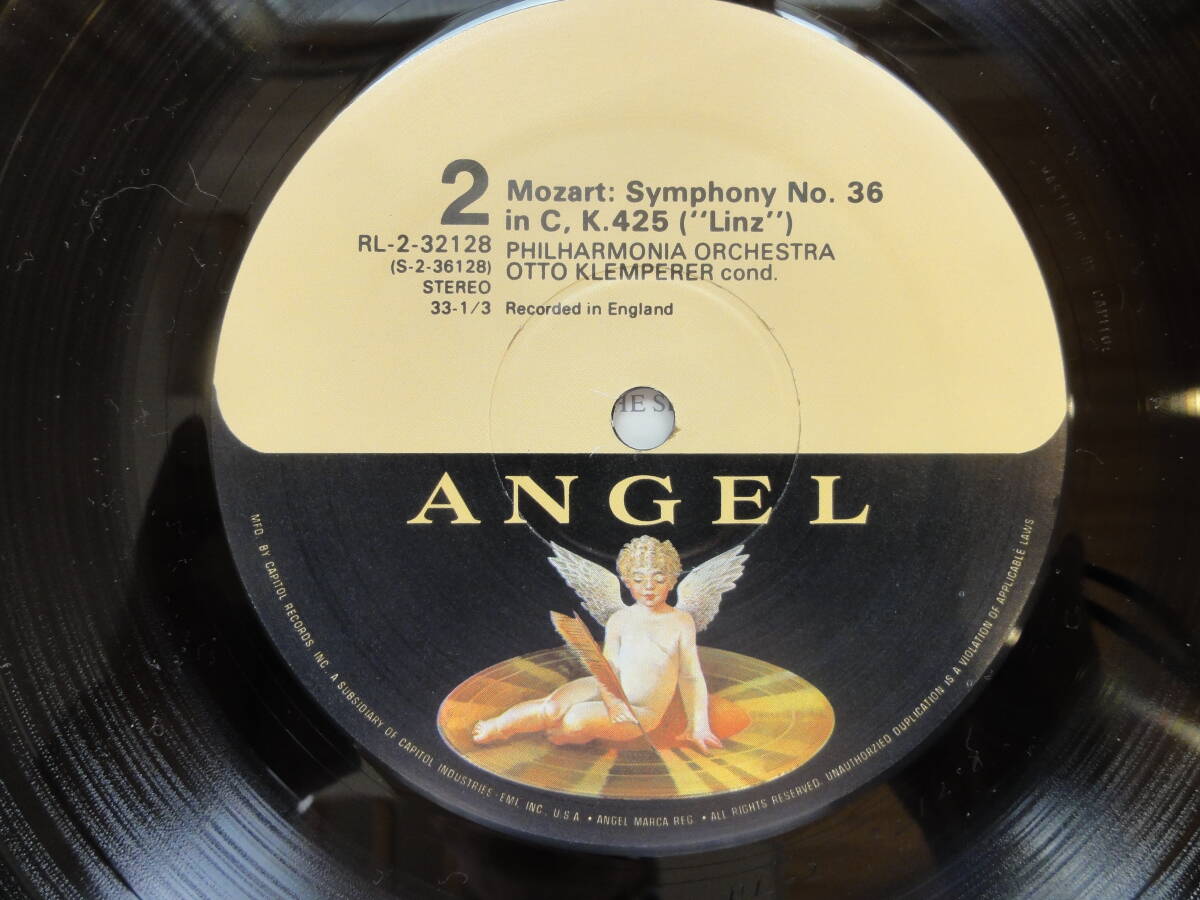 2
Mozart: Symphony No. 36
in C, K.425 (''Linz'')
RL-2-32128
PHILHARMONIA ORCHESTRA
(S-2-36128)
OTTO KLEMPERER cond.
STEREO
33-1/3
Recorded in England
HE S
ANGEL
MFD. BY CAPITOL RECORDS, INC. A SUBSIDIARY OF CAPITOL INDUSTRIES-EMI, INC., U.S.A. • ANGEL MARCA REG. • ALL RIGHTS RESERVED. UNAUTHORZIED DUPLICATION IS A VIOLATION OF APPLICABLE LAWS